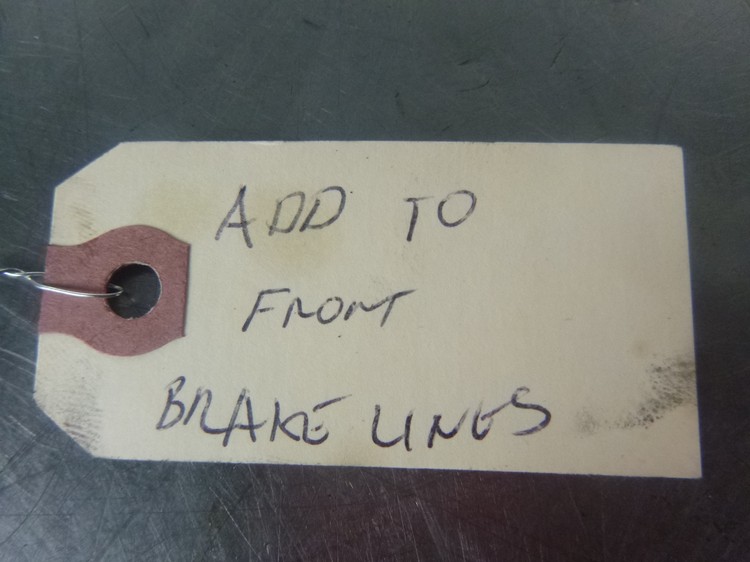 ADD TO
FRONT
BRAKE LINES